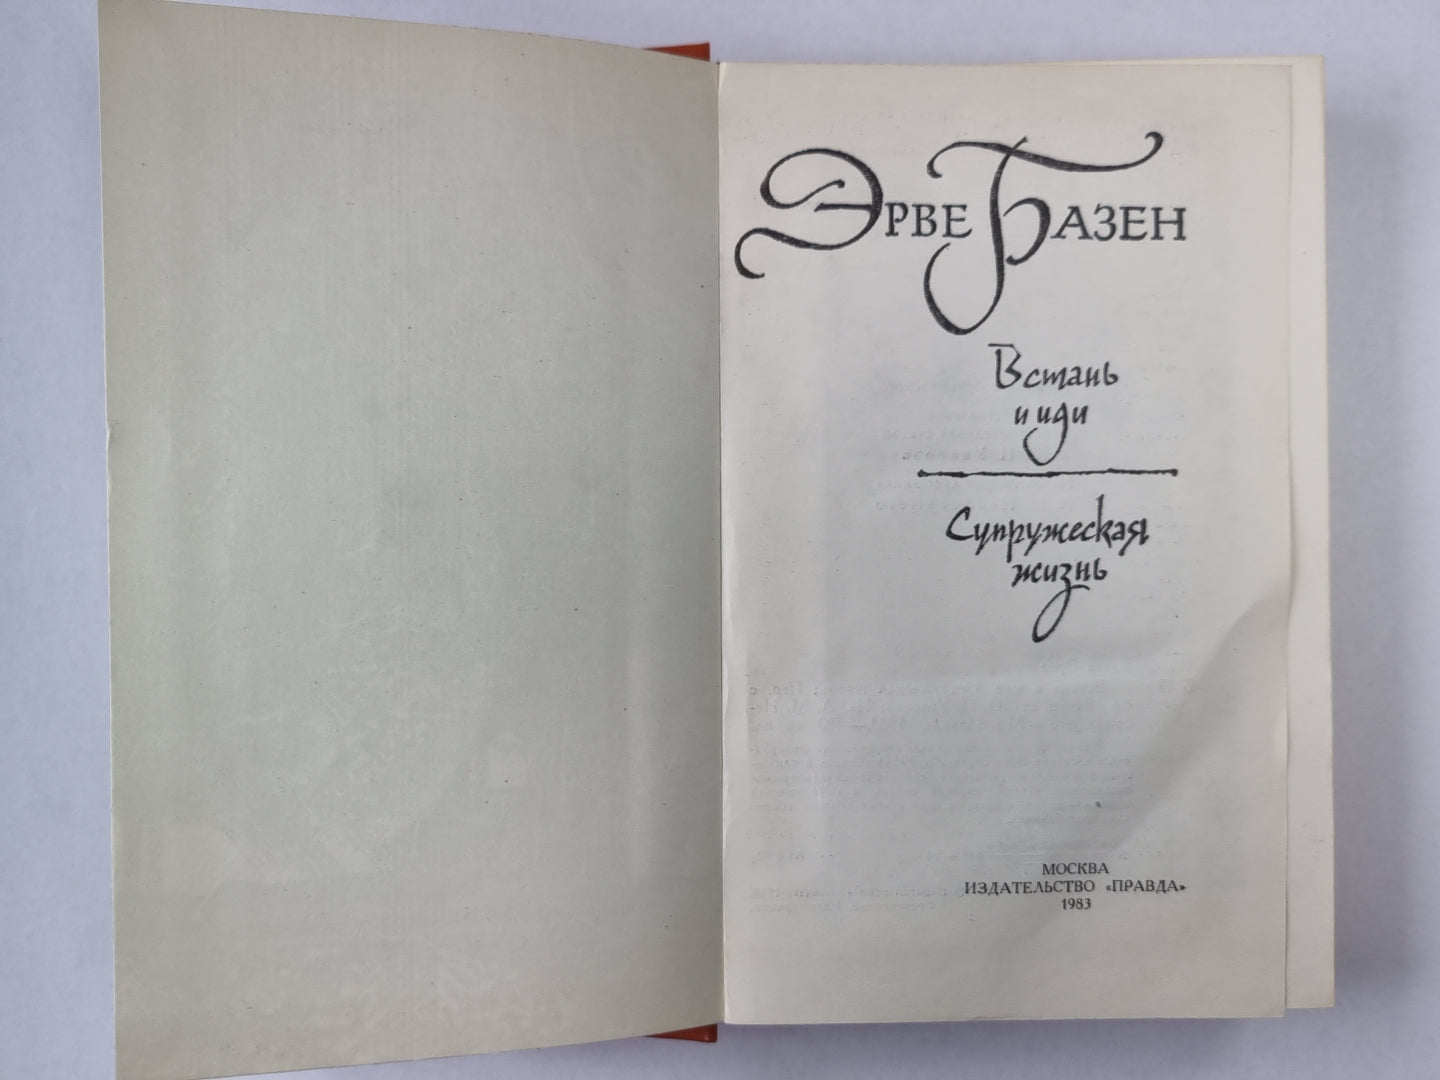 ЭРВЕ БАЗЕН
Встань
и иди
Супружеская
жизнь
МОСКВА
ИЗДАТЕЛЬСТВО «ПРАВДА»
1983